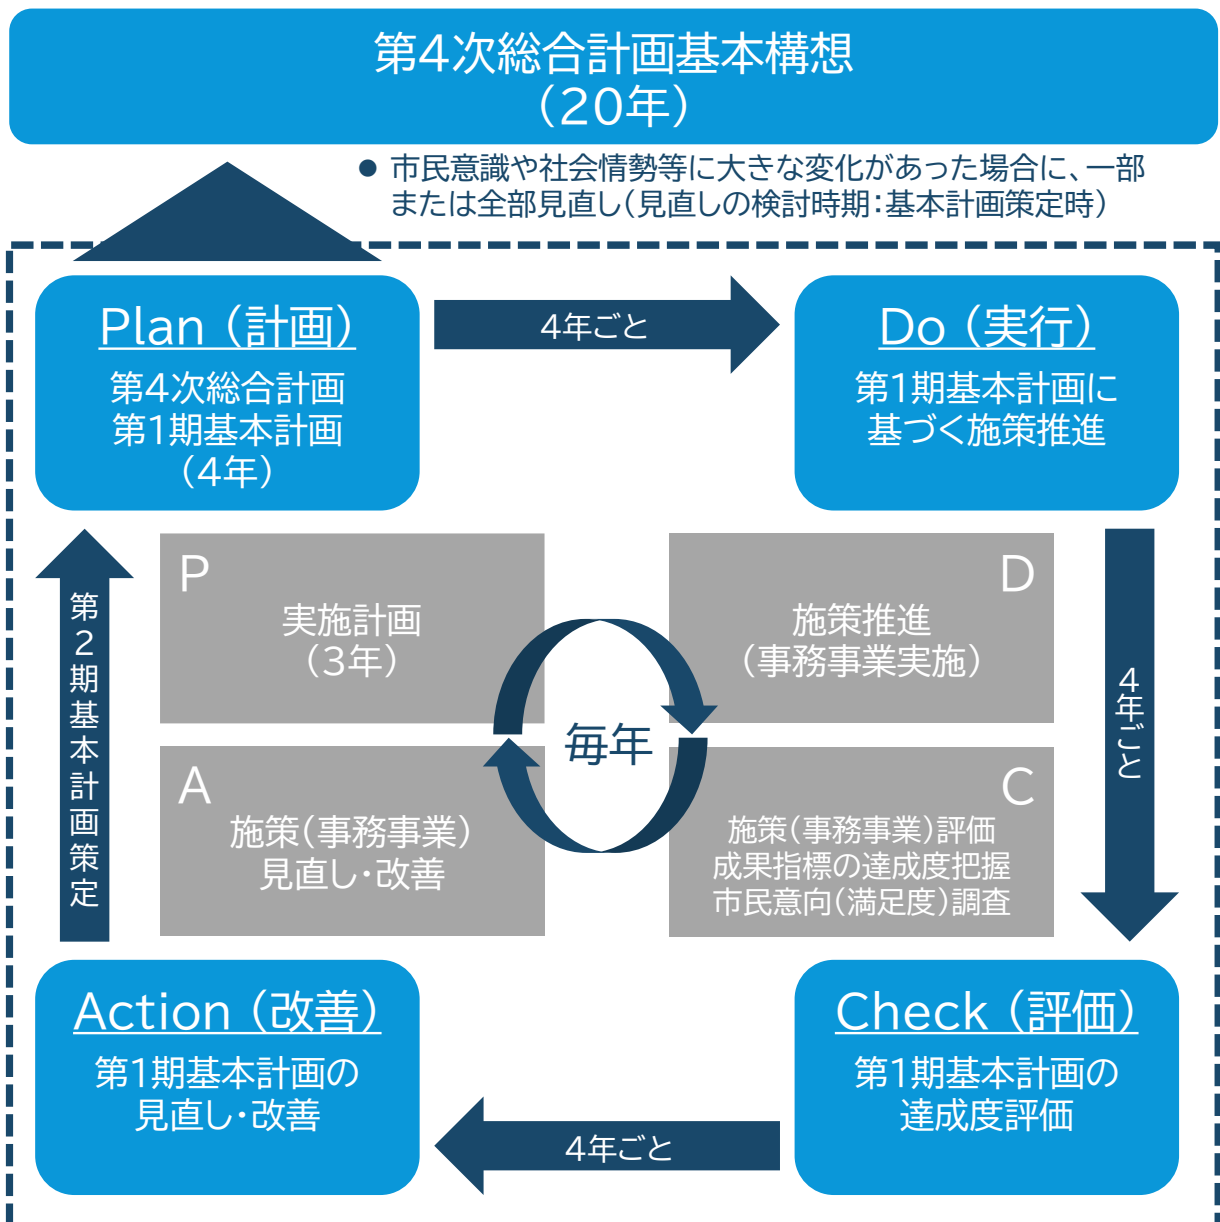 第4次総合計画基本構想
（20年）
● 市民意識や社会情勢等に大きな変化があった場合に、一部
または全部見直し（見直しの検討時期：基本計画策定時）
Plan（計画）
第4次総合計画
第1期基本計画
（4年）
4年ごと
Do（実行）
第1期基本計画に
基づく施策推進
第2期基本計画策定
P
実施計画
（3年）
D
施策推進
（事務事業実施）
4年ごと
毎年
A
施策（事務事業）
見直し・改善
C
施策（事務事業）評価
成果指標の達成度把握
市民意向（満足度）調査
Action（改善）
第1期基本計画の
見直し・改善
4年ごと
Check（評価）
第1期基本計画の
達成度評価